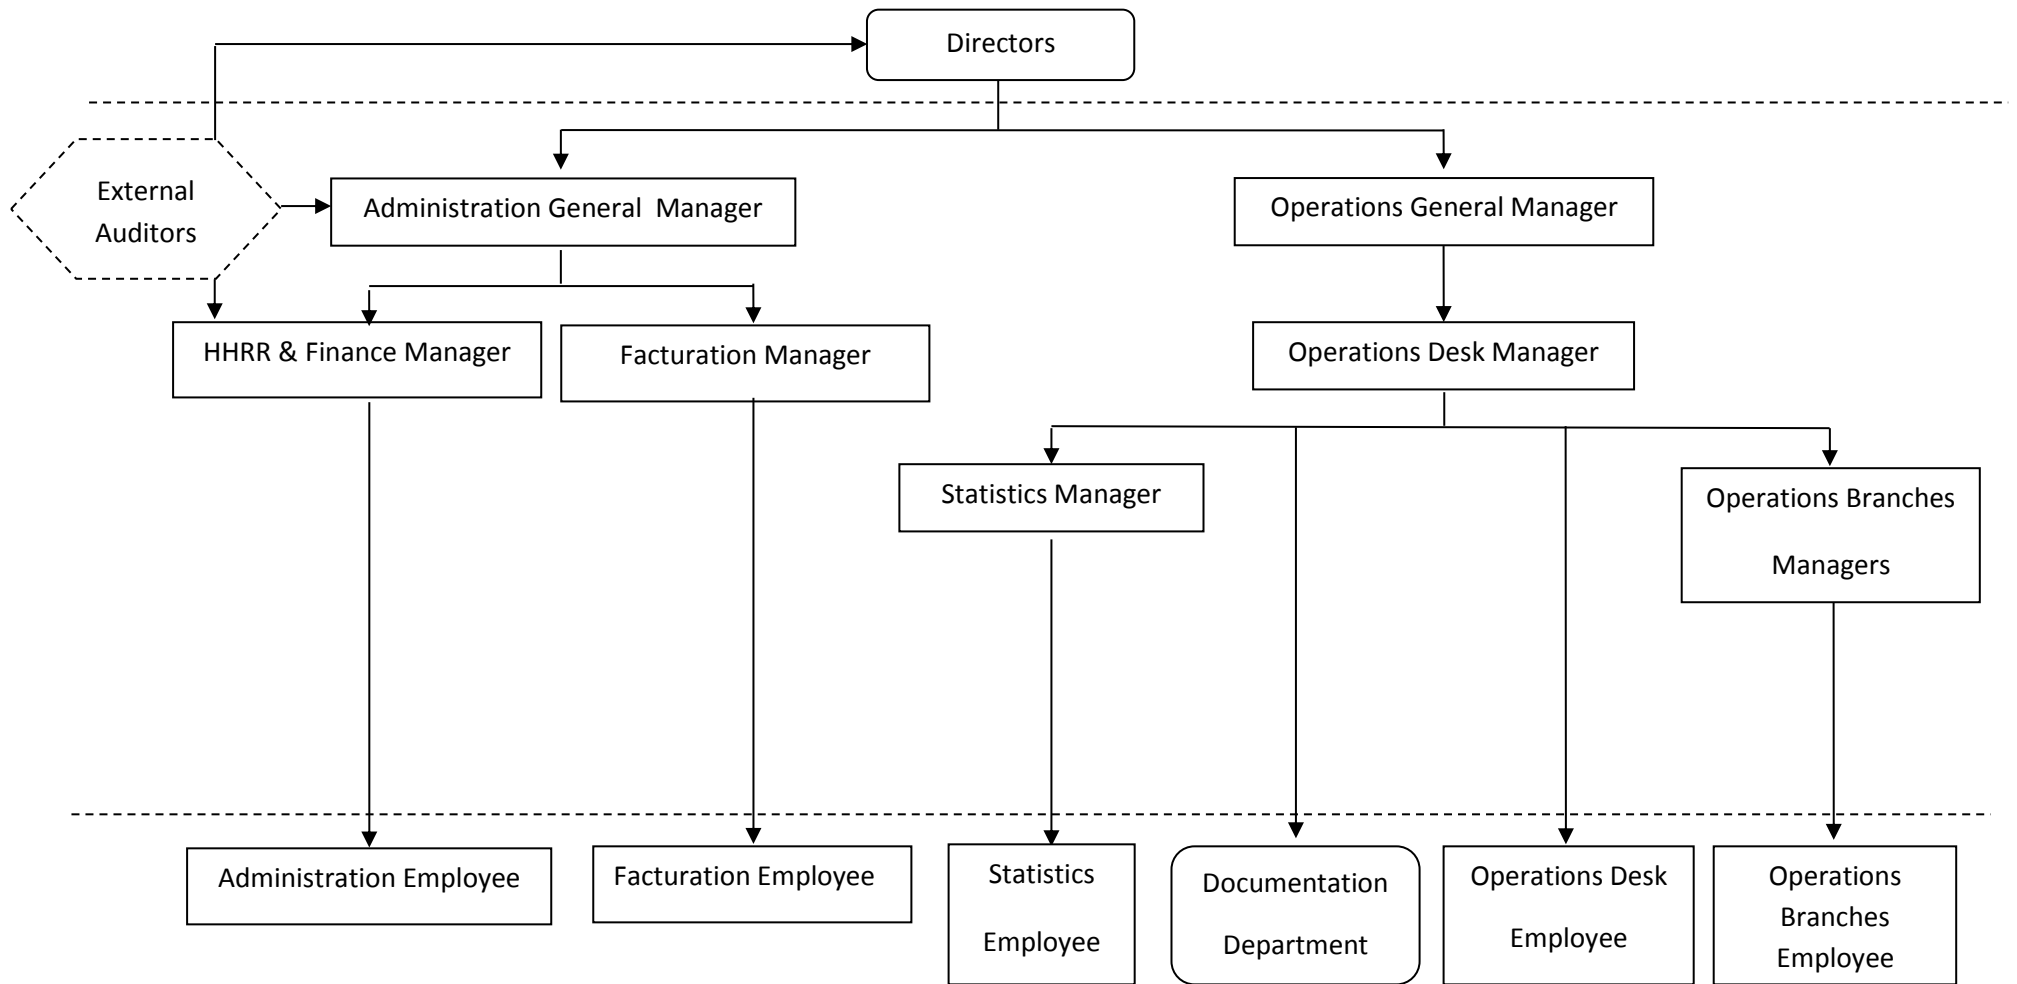 Directors
External
Auditors
Administration General  Manager
Operations General Manager
HHRR & Finance Manager
Facturation Manager
Operations Desk Manager
Statistics Manager
Operations Branches
Managers
Administration Employee
Facturation Employee
Statistics
Employee
Documentation
Department
Operations Desk
Employee
Operations
Branches
Employee